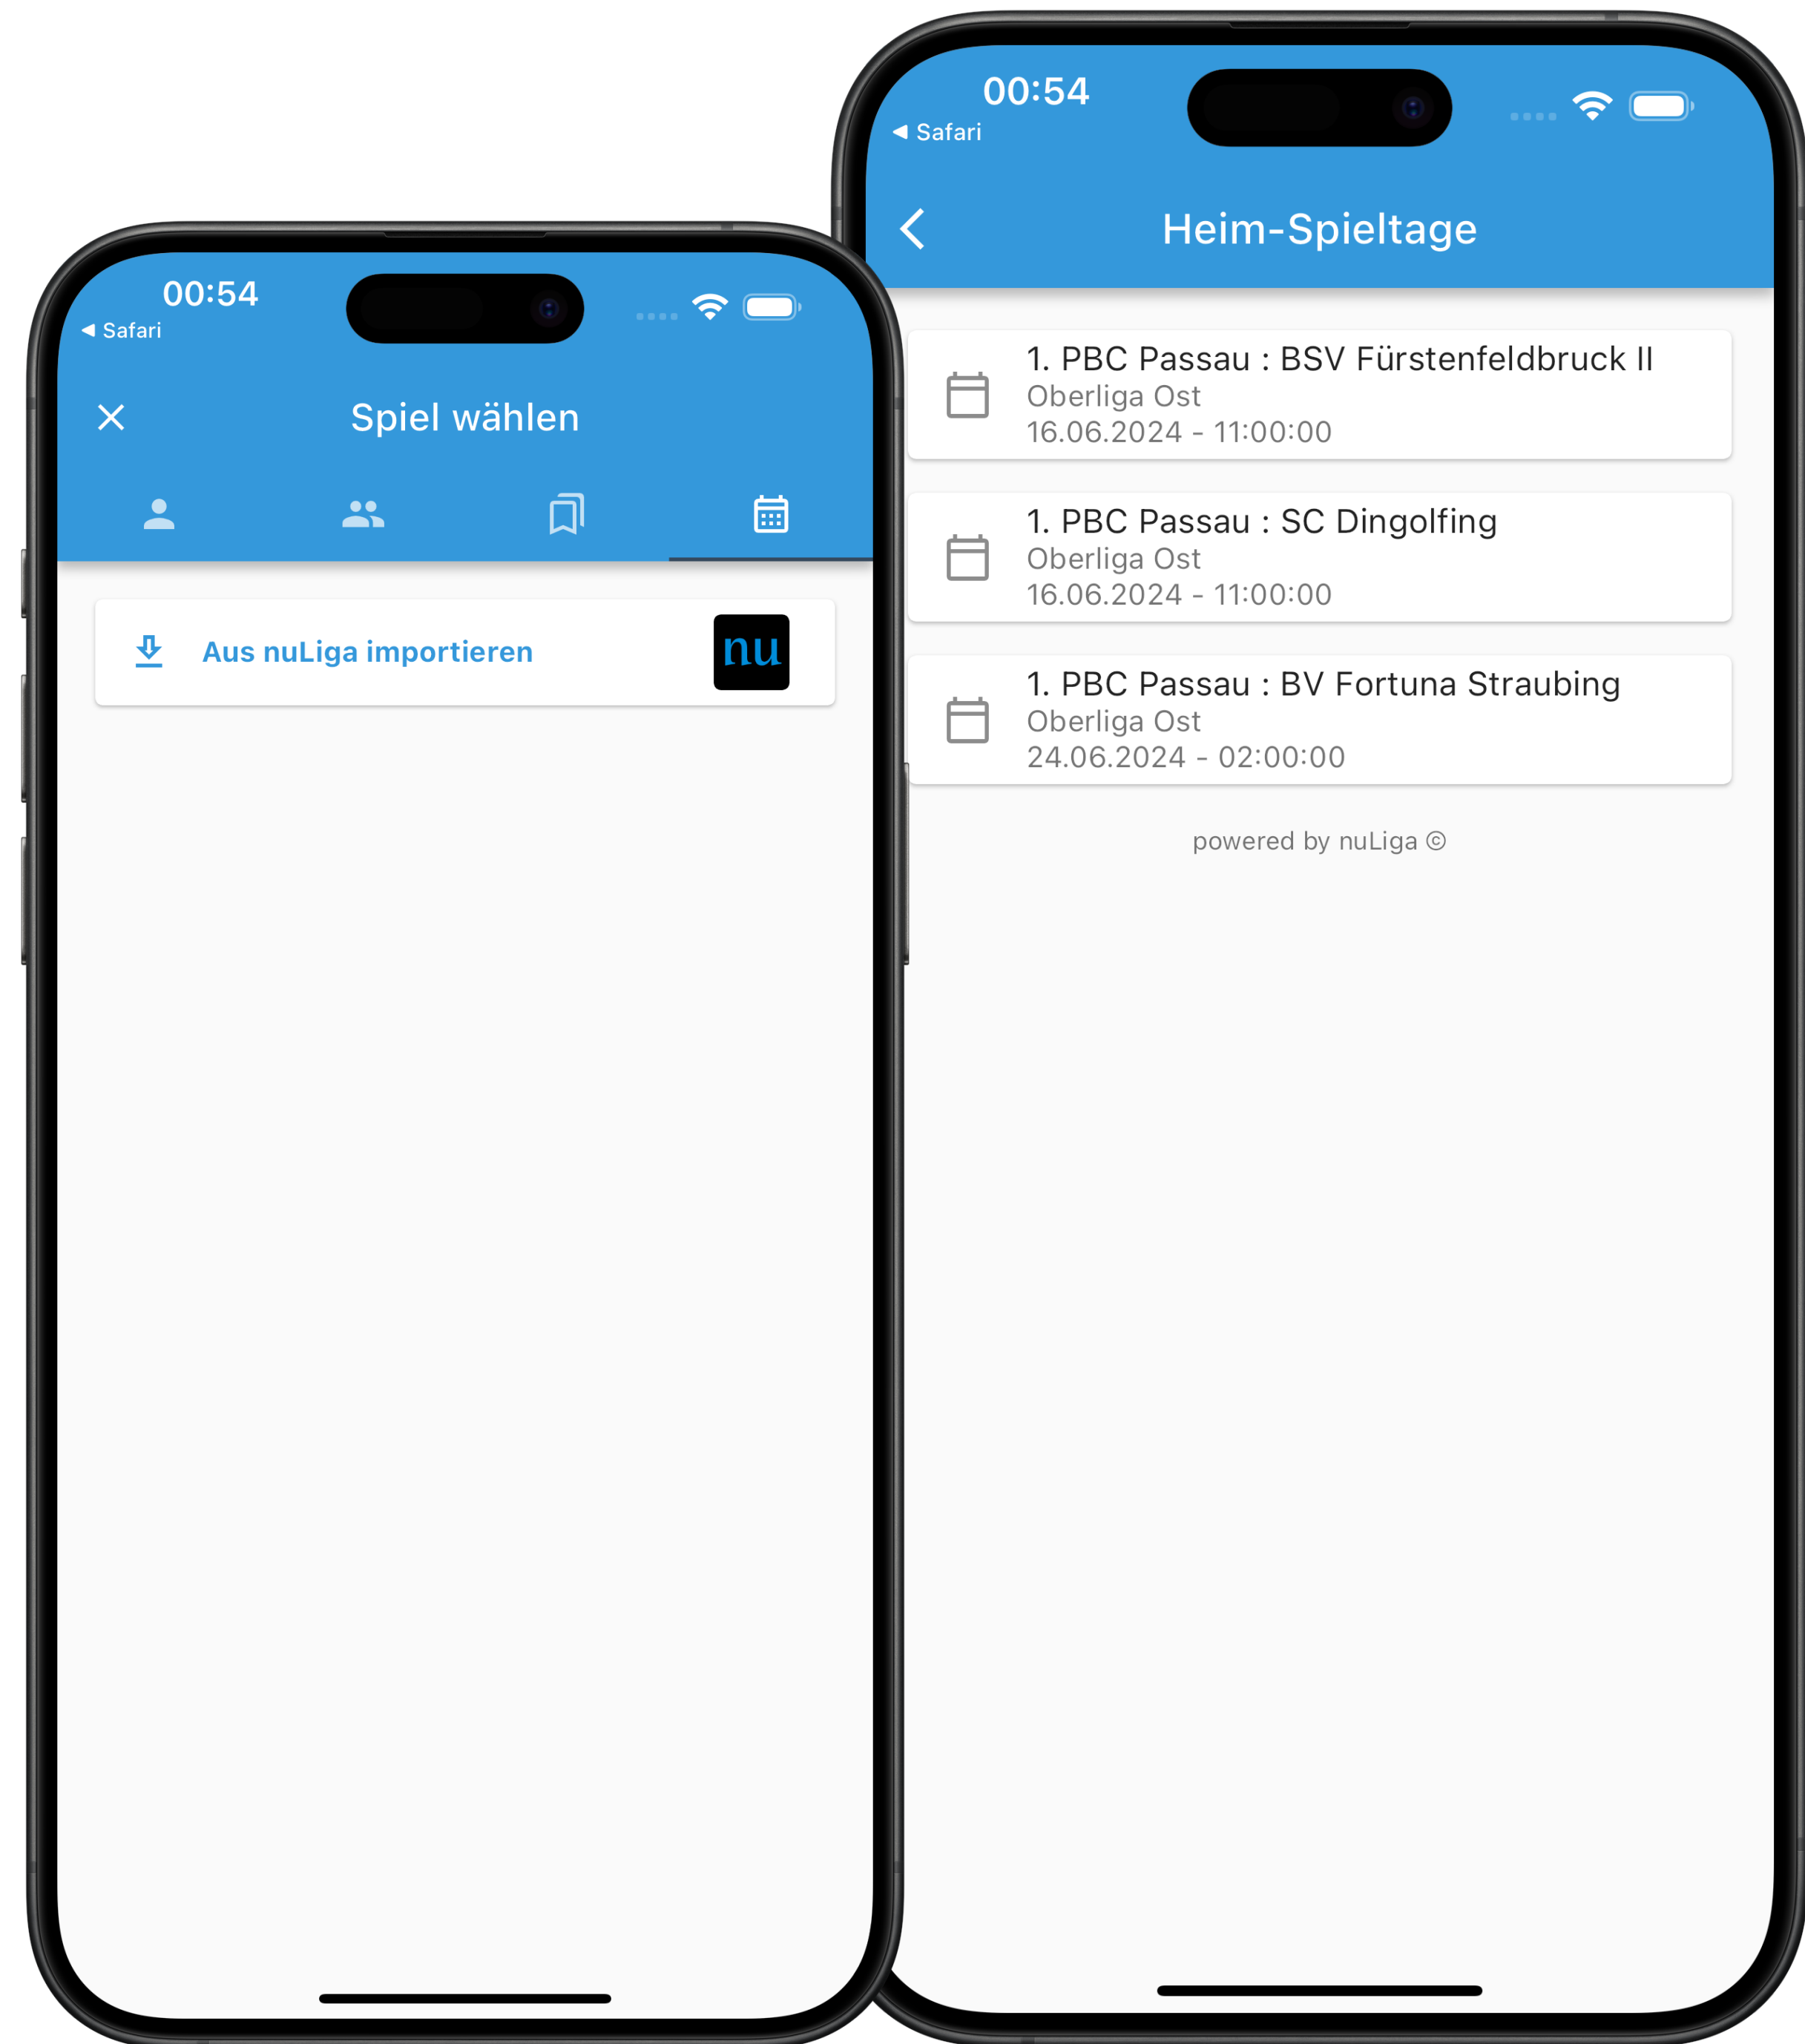 00:54
Safari
Spiel wählen
Aus nuLiga importieren
nu
00:54
Safari
Heim-Spieltage
1. PBC Passau : BSV Fürstenfeldbruck II
Oberliga Ost
16.06.2024 - 11:00:00
1. PBC Passau : SC Dingolfing
Oberliga Ost
16.06.2024 - 11:00:00
1. PBC Passau : BV Fortuna Straubing
Oberliga Ost
24.06.2024 - 02:00:00
powered by nuLiga ©